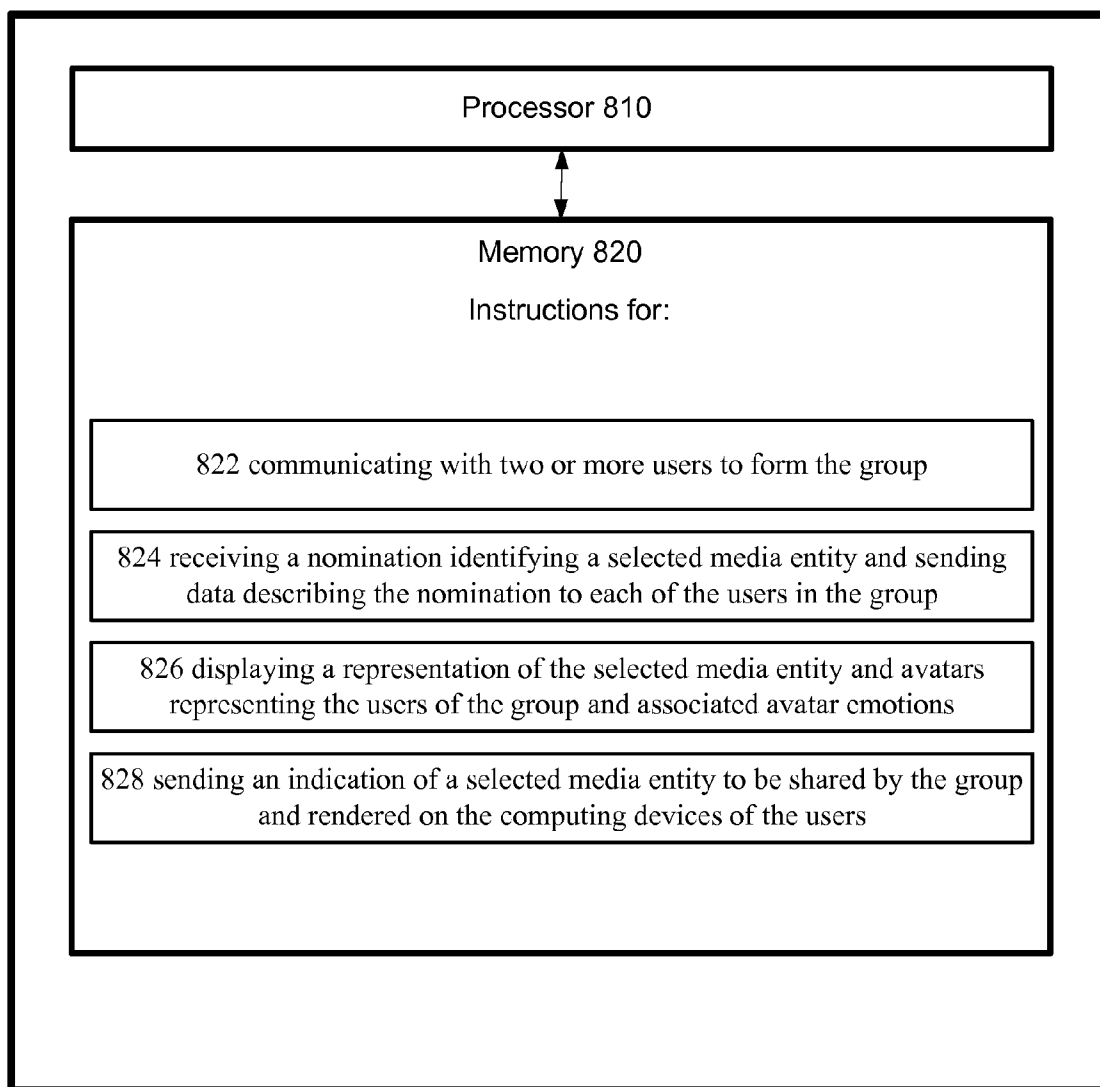 Processor 810
Memory 820
Instructions for:
822 communicating with two or more users to form the group
824 receiving a nomination identifying a selected media entity and sending
data describing the nomination to each of the users in the group
826 displaying a representation of the selected media entity and avatars
representing the users of the group and associated avatar emotions
828 sending an indication of a selected media entity to be shared by the group
and rendered on the computing devices of the users